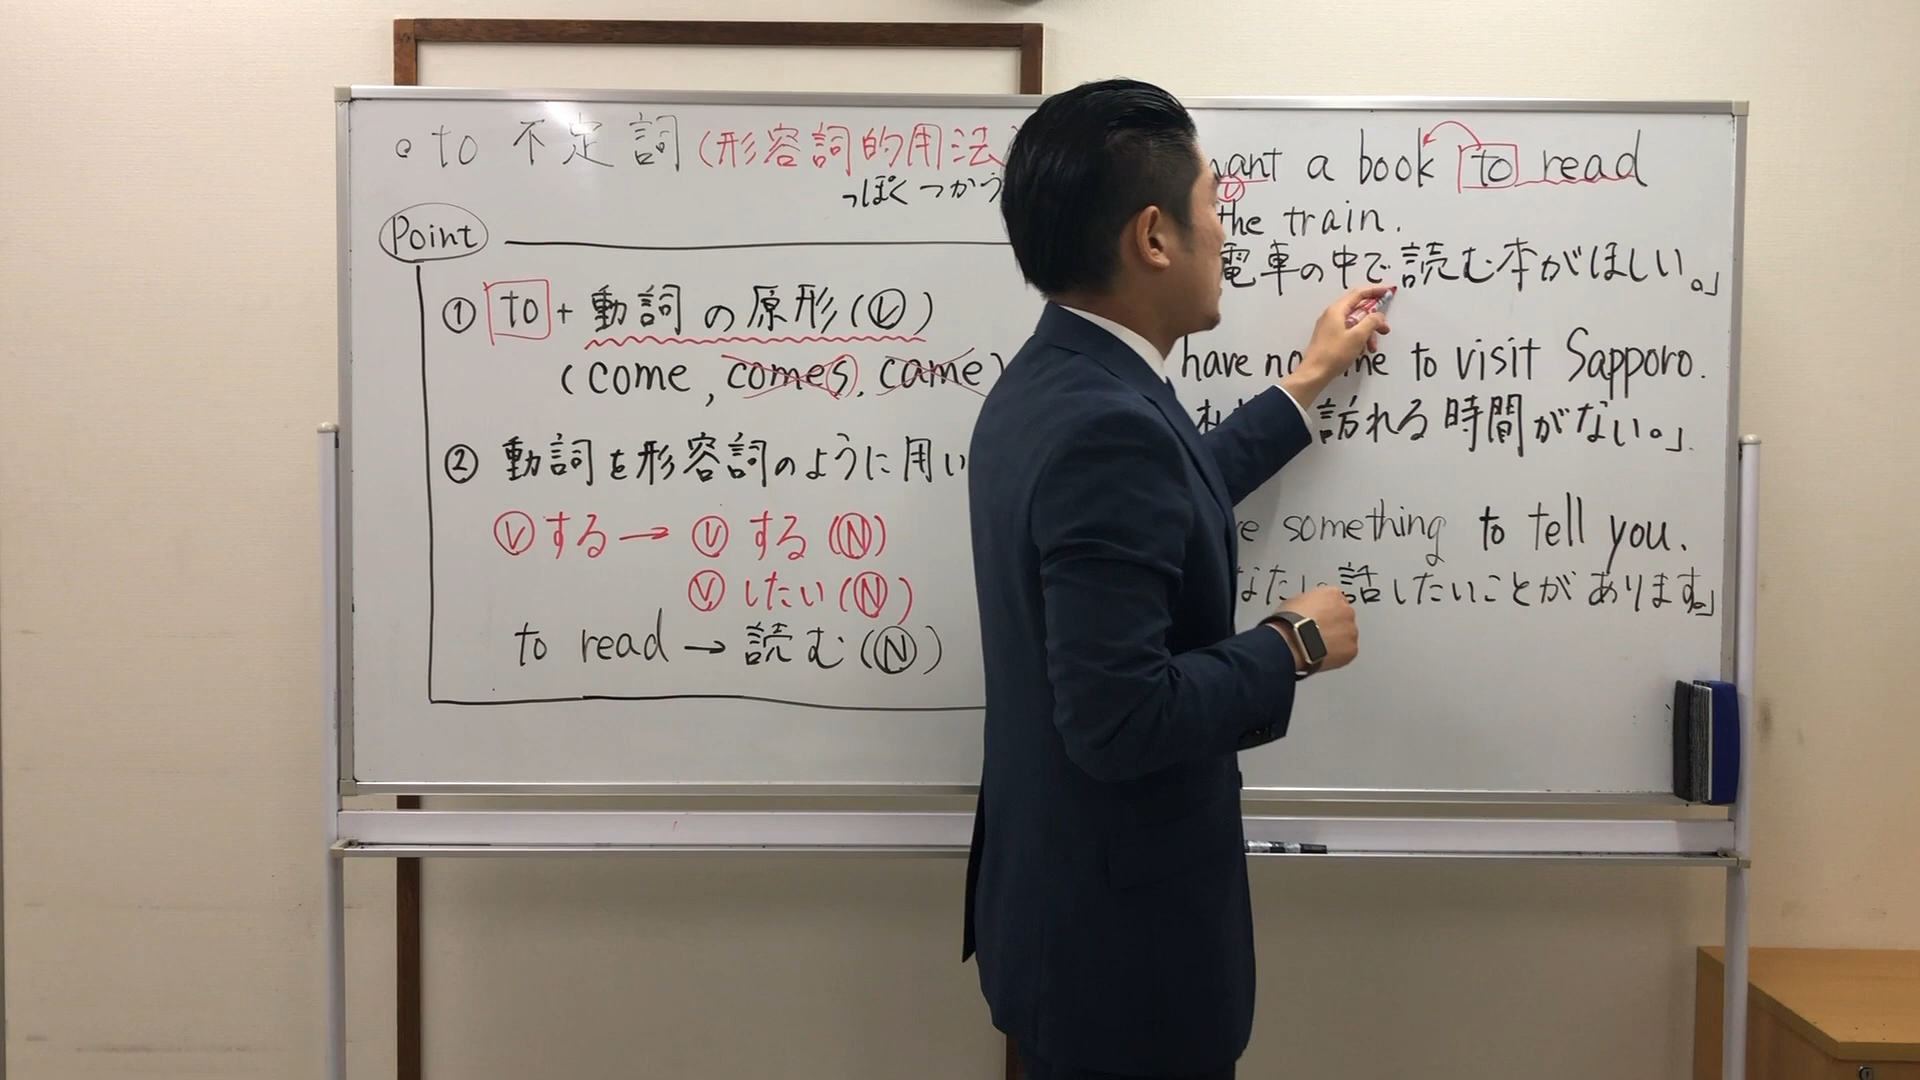 to 不定詞(形容詞的用法)
っぽくつかう
Point
① to + 動詞の原形(V)
(come, comes, came)
② 動詞を形容詞のように用い
Vする→Vする(N)
Vしたい(N)
to read→読む(N)
want a book to read
V
the train.
電車の中で読む本がほしい。」
have no to visit Sapporo.
訪れる時間がない。」
something to tell you.
話したいことがあります。」